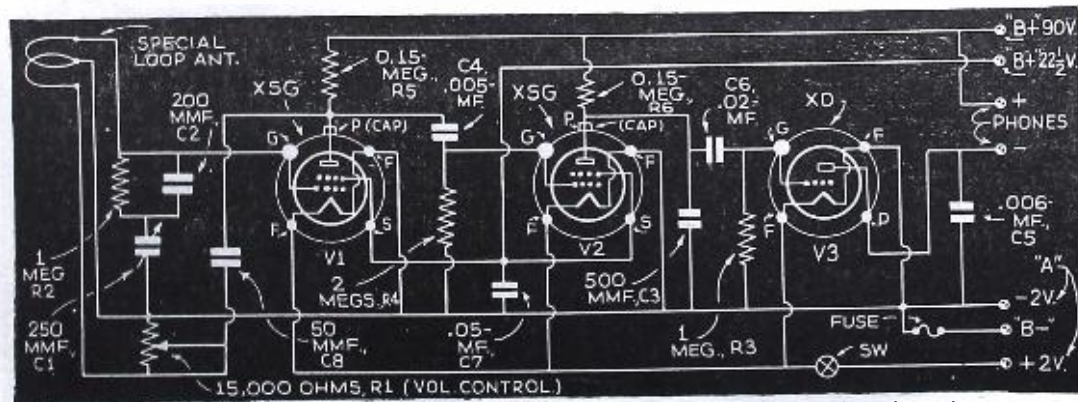 SPECIAL
LOOP ANT.
200
MMF,
C2
0.15-
MEG.,
R5
X5G
P (CAP)
C4,
.005-
MF.
X5G
0.15-
MEG.,
R6
P
(CAP)
C6,
.02-
MF.
XD
"B+"90V.
"B+"22½V.
+
PHONES
-
G
F
F
S
V1
G
F
F
S
V2
G
F
F
P
V3
1
MEG
R2
250
MMF,
C1
50
MMF.,
C8
2
MEGS., R4
.05-
MF.,
C7
500
MMF., C3
1
MEG., R3
.006-
MF.,
C5
"A"
-2V.
FUSE
"B-"
SW
+2V.
15,000 OHMS, R1 (VOL. CONTROL.)